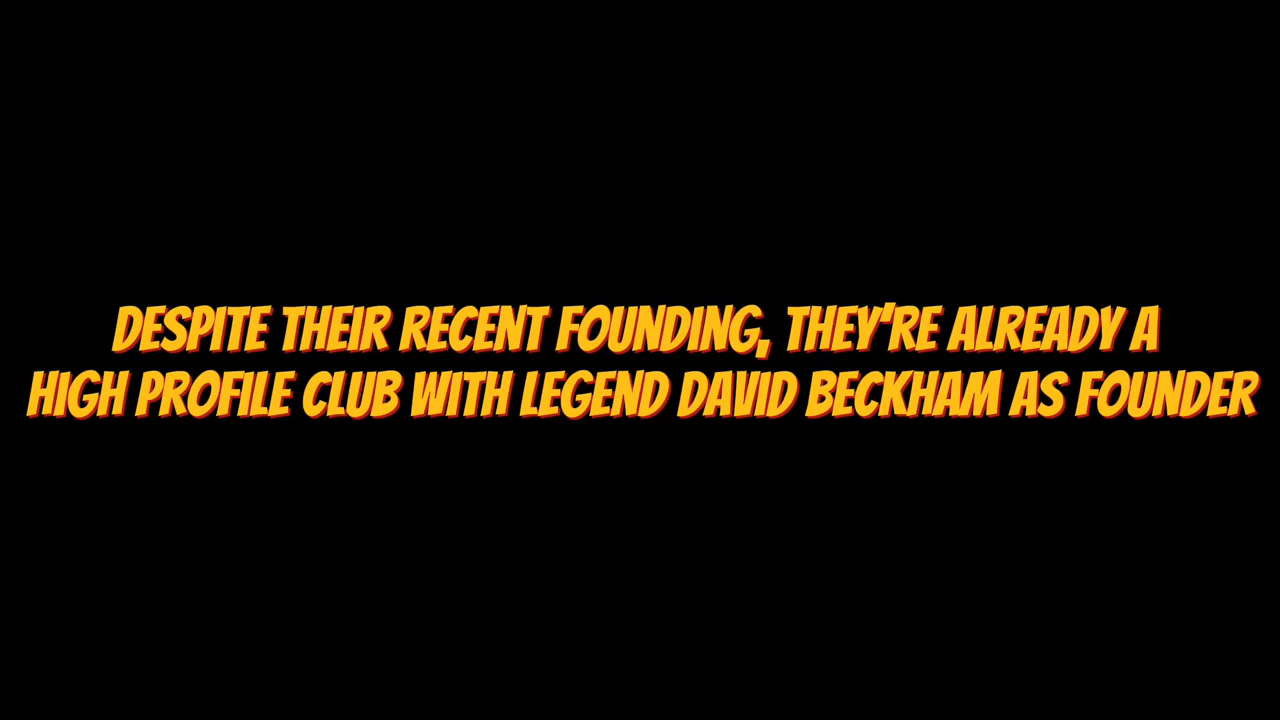 DESPITE THEIR RECENT FOUNDING, THEY'RE ALREADY A
HIGH PROFILE CLUB WITH LEGEND DAVID BECKHAM AS FOUNDER